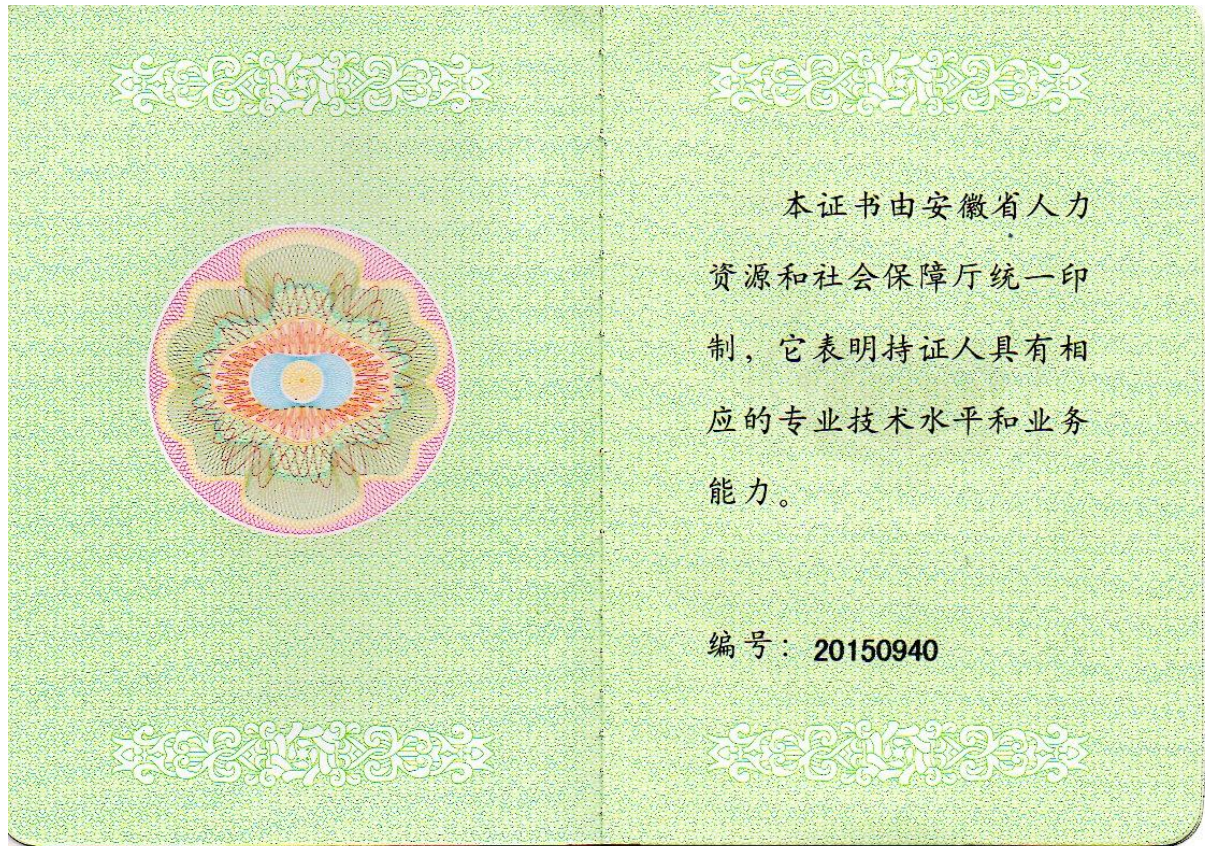 本证书由安徽省人力
资源和社会保障厅统一印
制，它表明持证人具有相
应的专业技术水平和业务
能力。
编号：20150940